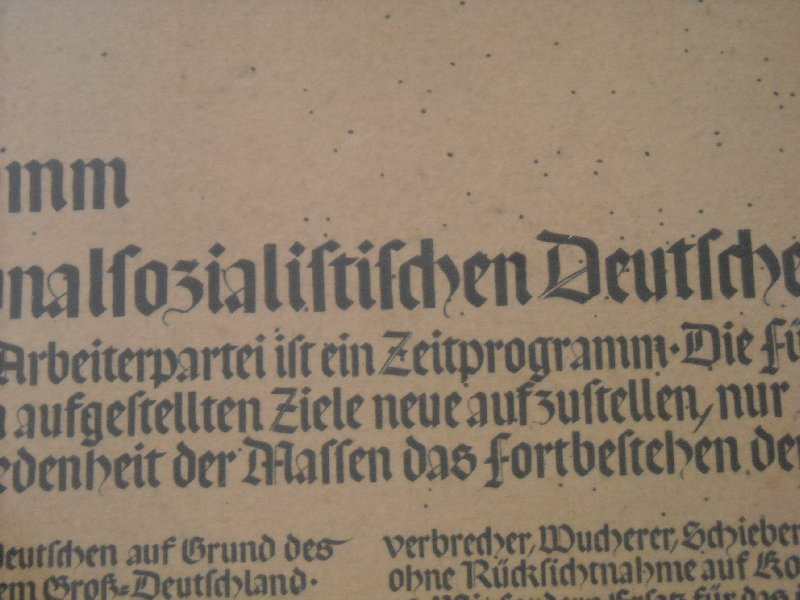 mm
nalsozialistischen Deutsche
Arbeiterpartei ist ein Zeitprogramm·Die Fü
aufgestellten Ziele neue aufzustellen, nur
edenheit der Massen das Fortbestehen der
Deutschen auf Grund des
em Groß=Deutschland·
verbrecher, Wucherer, Schieber
ohne Rücksichtnahme auf Ko